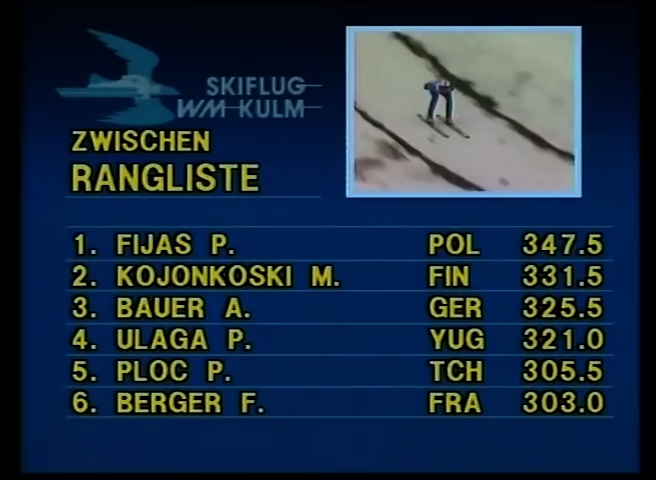 SKIFLUG
WM KULM
ZWISCHEN
RANGLISTE
1. FIJAS P. POL 347.5
2. KOJONKOSKI M. FIN 331.5
3. BAUER A. GER 325.5
4. ULAGA P. YUG 321.0
5. PLOC P. TCH 305.5
6. BERGER F. FRA 303.0